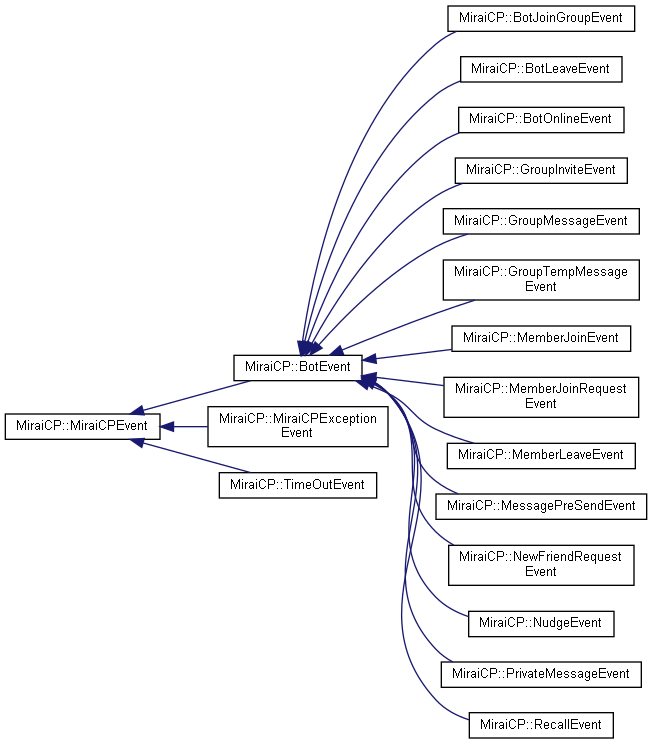 MiraiCP::BotJoinGroupEvent
MiraiCP::BotLeaveEvent
MiraiCP::BotOnlineEvent
MiraiCP::GroupInviteEvent
MiraiCP::GroupMessageEvent
MiraiCP::GroupTempMessage
Event
MiraiCP::MemberJoinEvent
MiraiCP::BotEvent
MiraiCP::MemberJoinRequest
Event
MiraiCP::MiraiCPEvent
MiraiCP::MiraiCPException
Event
MiraiCP::MemberLeaveEvent
MiraiCP::TimeOutEvent
MiraiCP::MessagePreSendEvent
MiraiCP::NewFriendRequest
Event
MiraiCP::NudgeEvent
MiraiCP::PrivateMessageEvent
MiraiCP::RecallEvent